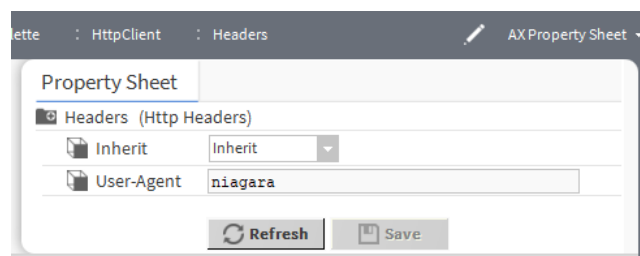 lette : HttpClient : Headers AX Property Sheet
Property Sheet
Headers (Http Headers)
Inherit Inherit
User-Agent niagara
Refresh Save